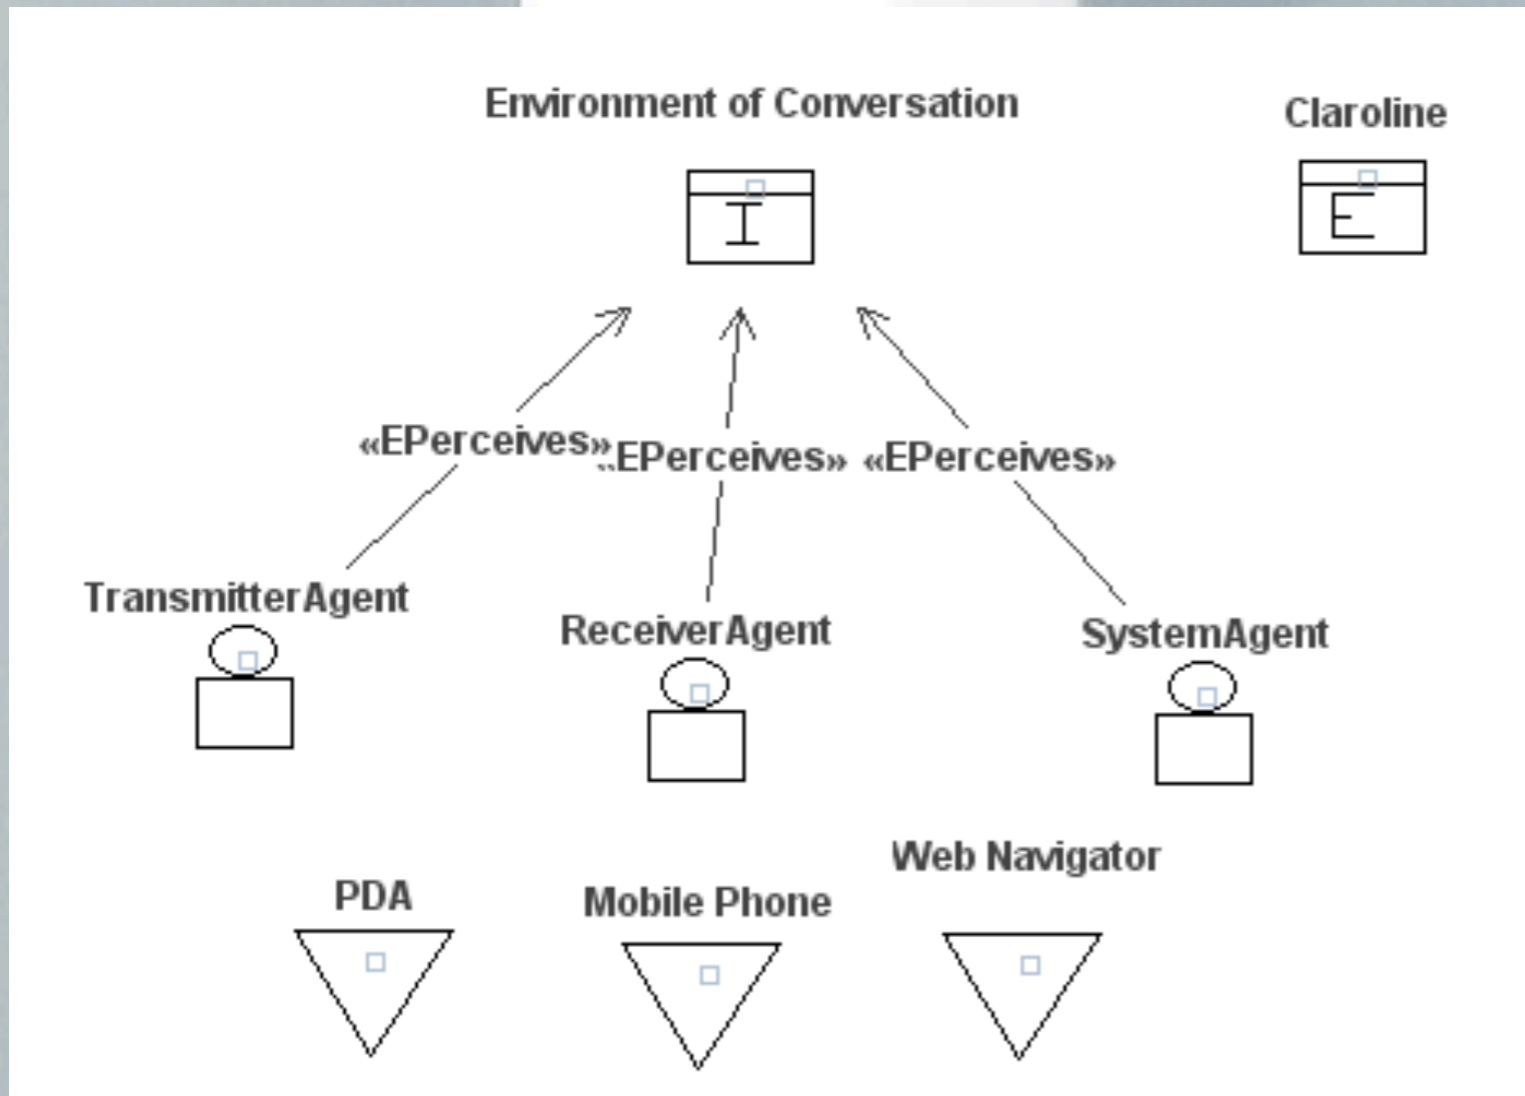 Environment of Conversation
Claroline
I
E
«EPerceives»
EPerceives»
«EPerceives»
TransmitterAgent
ReceiverAgent
SystemAgent
PDA
Mobile Phone
Web Navigator